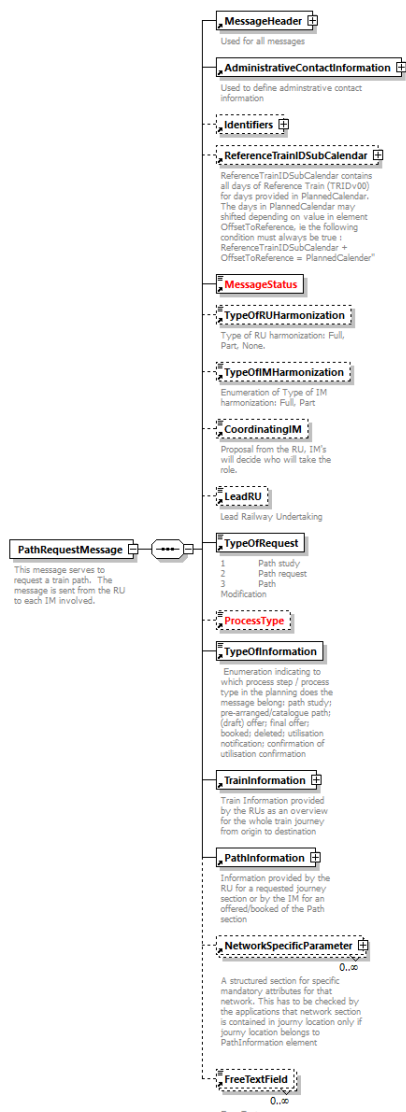 MessageHeader
Used for all messages
AdministrativeContactInformation
Used to define adminstrative contact
information
Identifiers
ReferenceTrainIDSubCalendar
ReferenceTrainIDSubCalendar contains
all days of Reference Train (TRIDv00)
for days provided in PlannedCalendar.
The days in PlannedCalendar may
shifted depending on value in element
OffsetToReference, ie the following
condition must always be true :
ReferenceTrainIDSubCalendar +
OffsetToReference = PlannedCalender"
MessageStatus
TypeOfRUHarmonization
Type of RU harmonization: Full,
Part, None.
TypeOfIMHarmonization
Enumeration of Type of IM
harmonization: Full, Part
CoordinatingIM
Proposal from the RU, IM's
will decide who will take the
role.
LeadRU
Lead Railway Undertaking
PathRequestMessage
This message serves to
request a train path. The
message is sent from the RU
to each IM involved.
TypeOfRequest
1 Path study
2 Path request
3 Path
Modification
ProcessType
TypeOfInformation
Enumeration indicating to
which process step / process
type in the planning does the
message belong: path study;
pre-arranged/catalogue path;
(draft) offer; final offer;
booked; deleted; utilisation
notification; confirmation of
utilisation confirmation
TrainInformation
Train Information provided
by the RUs as an overview
for the whole train journey
from origin to destination
PathInformation
Information provided by the
RU for a requested journey
section or by the IM for an
offered/booked of the Path
section
NetworkSpecificParameter
0..∞
A structured section for specific
mandatory attributes for that
network. This has to be checked by
the applications that network section
is contained in journy location only if
journy location belongs to
PathInformation element
FreeTextField
0..∞